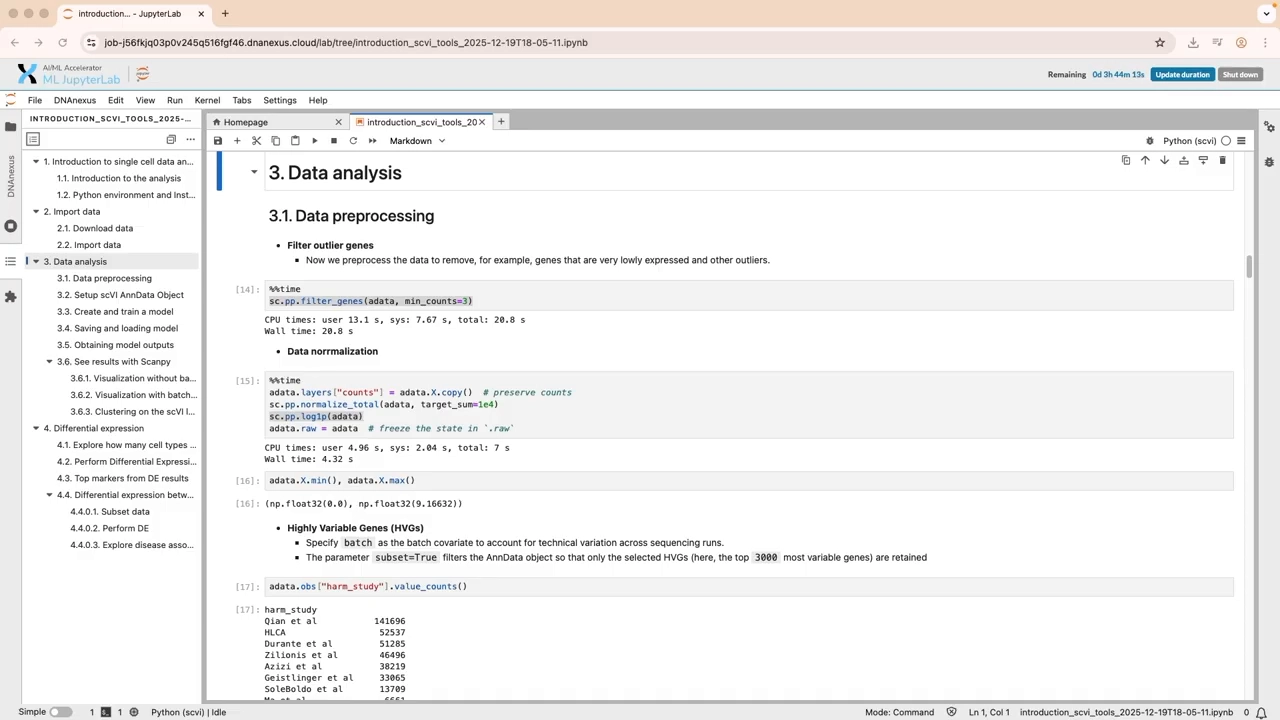 introduction... - JupyterLab
job-j56fkjq03p0v245q516fgf46.dnanexus.cloud/lab/tree/introduction_scvi_tools_2025-12-19T18-05-11.ipynb
AI/ML Accelerator
ML JupyterLab
Remaining 0d 3h 44m 13s Update duration Shut down
File DNAnexus Edit View Run Kernel Tabs Settings Help
INTRODUCTION_SCVI_TOOLS_2025-...
Homepage
introduction_scvi_tools_20
Markdown
Python (scvi)
DNAnexus
1. Introduction to single cell data an...
1.1. Introduction to the analysis
1.2. Python environment and Inst...
2. Import data
2.1. Download data
2.2. Import data
3. Data analysis
3.1. Data preprocessing
3.2. Setup scVI AnnData Object
3.3. Create and train a model
3.4. Saving and loading model
3.5. Obtaining model outputs
3.6. See results with Scanpy
3.6.1. Visualization without ba...
3.6.2. Visualization with batch...
3.6.3. Clustering on the scVI l...
4. Differential expression
4.1. Explore how many cell types ...
4.2. Perform Differential Expressi...
4.3. Top markers from DE results
4.4. Differential expression betw...
4.4.0.1. Subset data
4.4.0.2. Perform DE
4.4.0.3. Explore disease asso...
3. Data analysis
3.1. Data preprocessing
• Filter outlier genes
▪ Now we preprocess the data to remove, for example, genes that are very lowly expressed and other outliers.
[14]: %%time
sc.pp.filter_genes(adata, min_counts=3)
CPU times: user 13.1 s, sys: 7.67 s, total: 20.8 s
Wall time: 20.8 s
• Data norrmalization
[15]: %%time
adata.layers["counts"] = adata.X.copy()  # preserve counts
sc.pp.normalize_total(adata, target_sum=1e4)
sc.pp.log1p(adata)
adata.raw = adata  # freeze the state in `.raw`
CPU times: user 4.96 s, sys: 2.04 s, total: 7 s
Wall time: 4.32 s
[16]: adata.X.min(), adata.X.max()
[16]: (np.float32(0.0), np.float32(9.16632))
• Highly Variable Genes (HVGs)
▪ Specify batch as the batch covariate to account for technical variation across sequencing runs.
▪ The parameter subset=True filters the AnnData object so that only the selected HVGs (here, the top 3000 most variable genes) are retained
[17]: adata.obs["harm_study"].value_counts()
[17]: harm_study
Qian et al 141696
HLCA 52537
Durante et al 51285
Zilionis et al 46496
Azizi et al 38219
Geistlinger et al 33065
SoleBoldo et al 13709
Simple 1 1 Python (scvi) | Idle
Mode: Command Ln 1, Col 1 introduction_scvi_tools_2025-12-19T18-05-11.ipynb 0